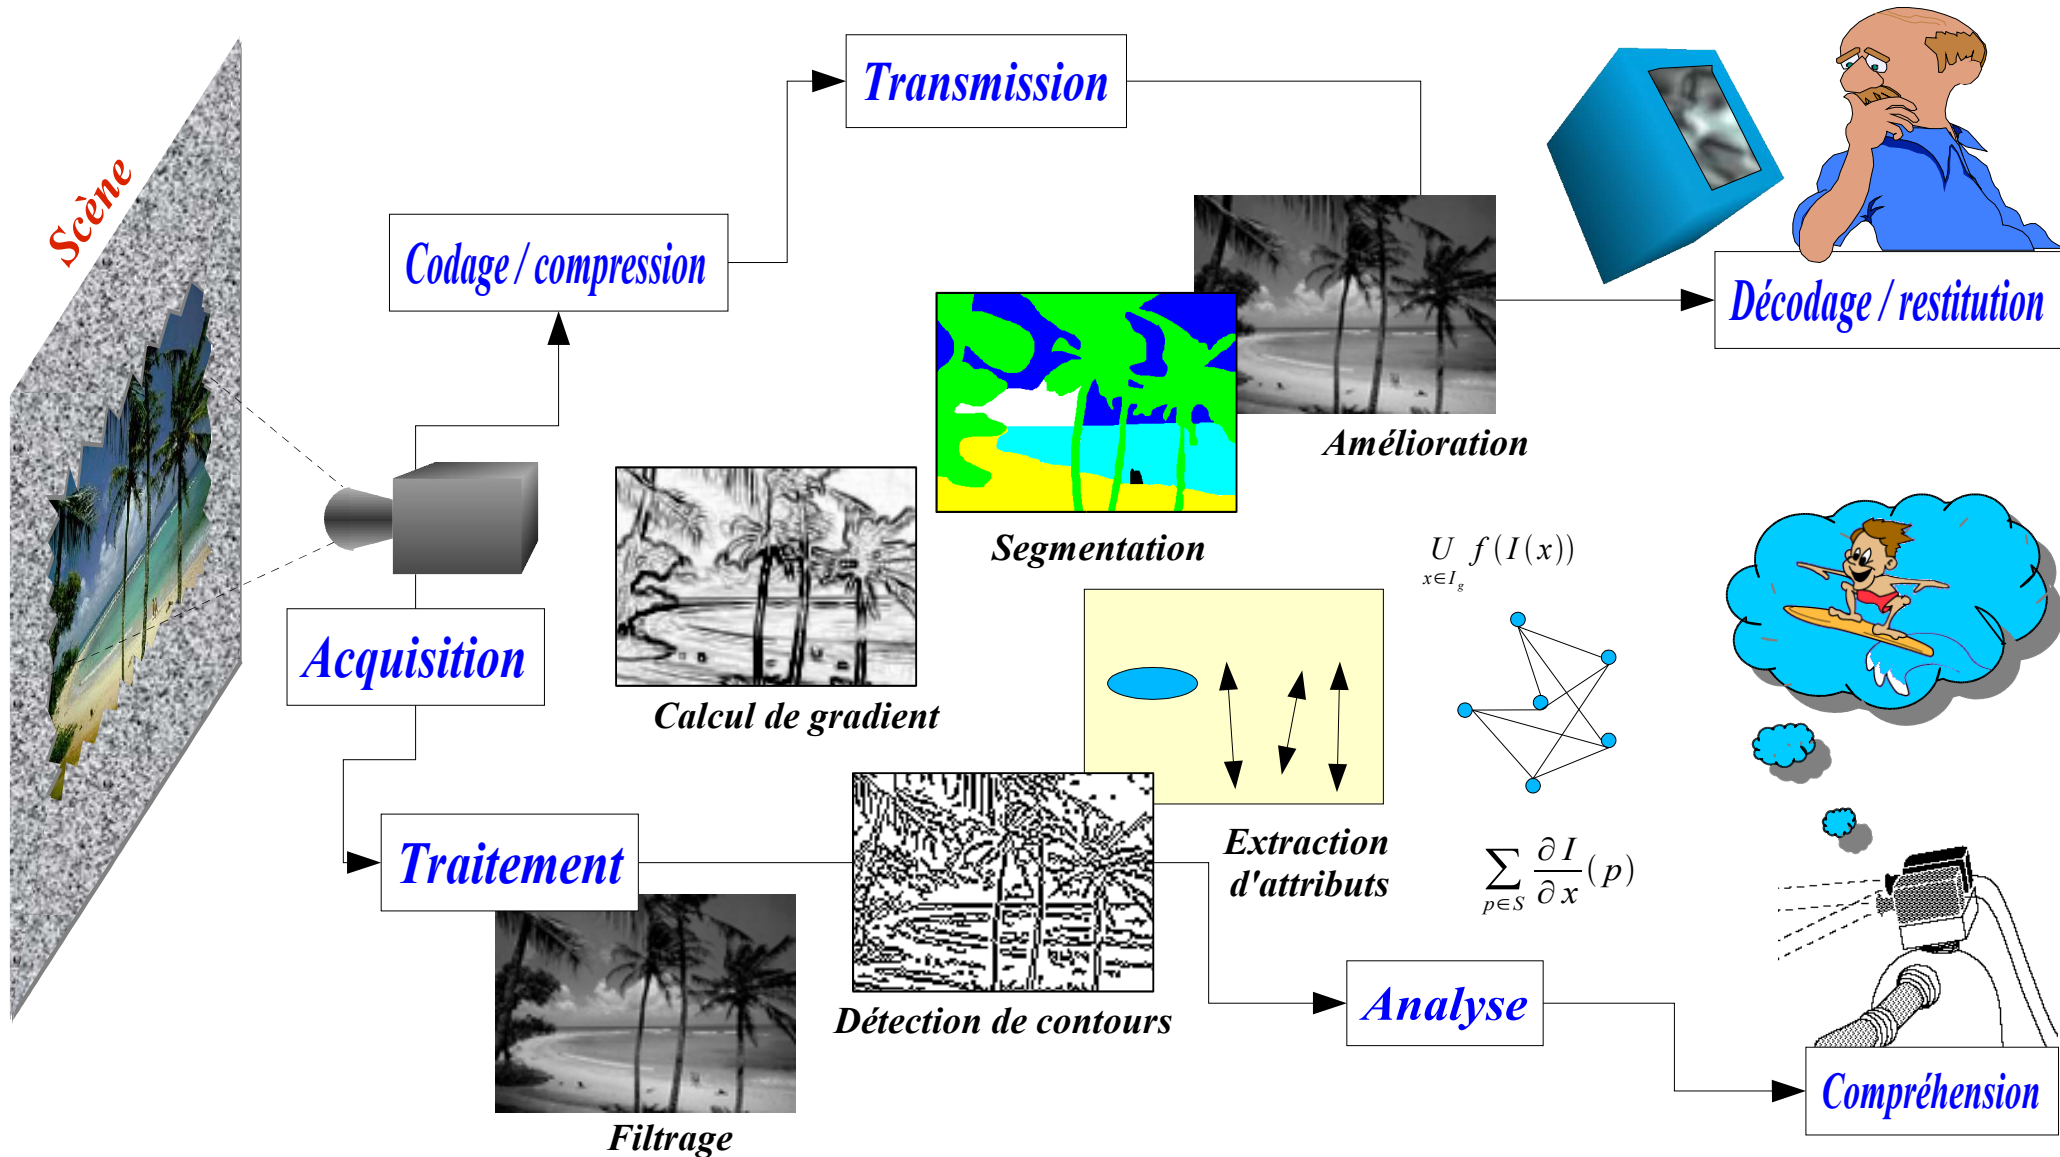 Scène
Transmission
Codage / compression
Décodage / restitution
Amélioration
Segmentation
Acquisition
Calcul de gradient
U f(I(x))
x∈I_g
Extraction
d'attributs
∑ ∂I/∂x (p)
p∈S
Traitement
Détection de contours
Analyse
Filtrage
Compréhension